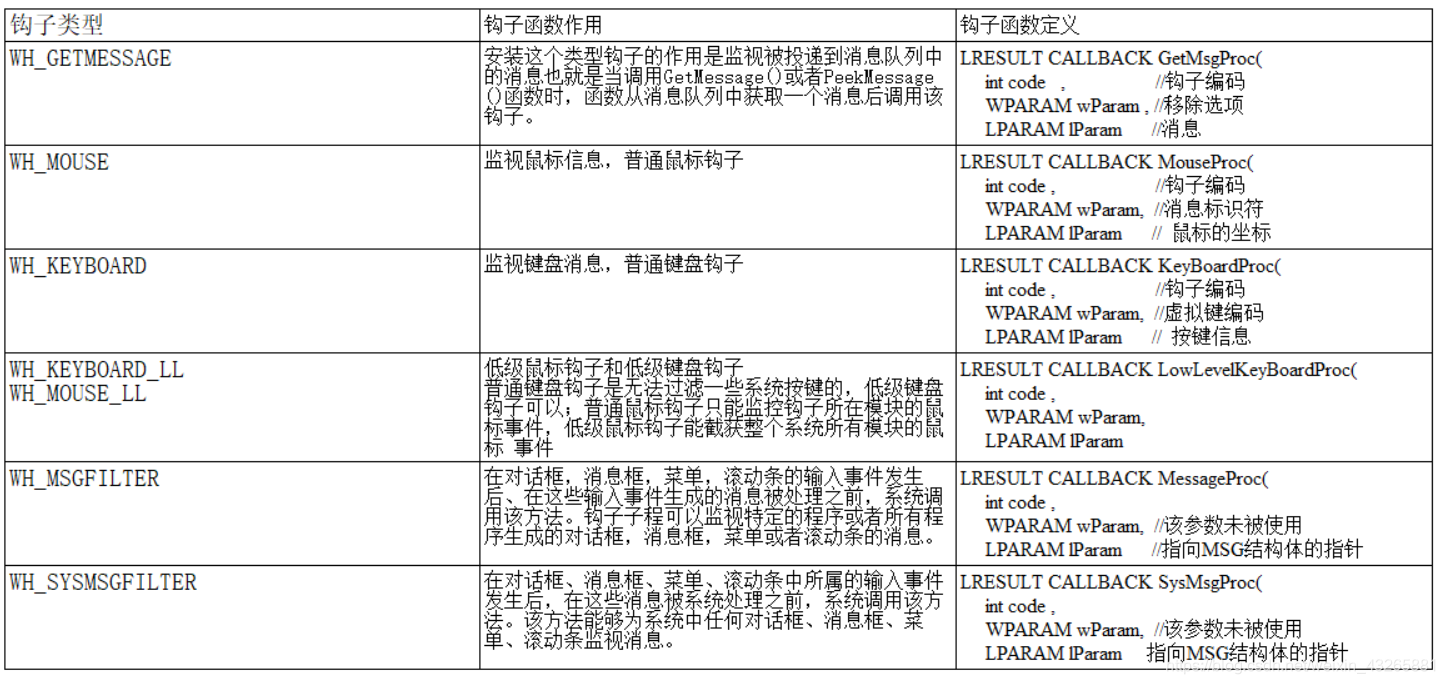 钩子类型
钩子函数作用
钩子函数定义
WH_GETMESSAGE
安装这个类型钩子的作用是监视被投递到消息队列中
的消息也就是当调用GetMessage()或者PeekMessage
()函数时，函数从消息队列中获取一个消息后调用该
钩子。
LRESULT CALLBACK GetMsgProc(
int code , //钩子编码
WPARAM wParam , //移除选项
LPARAM lParam //消息
WH_MOUSE
监视鼠标信息，普通鼠标钩子
LRESULT CALLBACK MouseProc(
int code , //钩子编码
WPARAM wParam, //消息标识符
LPARAM lParam // 鼠标的坐标
WH_KEYBOARD
监视键盘消息，普通键盘钩子
LRESULT CALLBACK KeyBoardProc(
int code , //钩子编码
WPARAM wParam, //虚拟键编码
LPARAM lParam // 按键信息
WH_KEYBOARD_LL
WH_MOUSE_LL
低级鼠标钩子和低级键盘钩子
普通键盘钩子是无法过滤一些系统按键的，低级键盘
钩子可以；普通鼠标钩子只能监控钩子所在模块的鼠
标事件，低级鼠标钩子能截获整个系统所有模块的鼠
标 事件
LRESULT CALLBACK LowLevelKeyBoardProc(
int code ,
WPARAM wParam,
LPARAM lParam
WH_MSGFILTER
在对话框，消息框，菜单，滚动条的输入事件发生
后、在这些输入事件生成的消息被处理之前，系统调
用该方法。钩子子程可以监视特定的程序或者所有程
序生成的对话框，消息框，菜单或者滚动条的消息。
LRESULT CALLBACK MessageProc(
int code ,
WPARAM wParam, //该参数未被使用
LPARAM lParam //指向MSG结构体的指针
WH_SYSMSGFILTER
在对话框、消息框、菜单、滚动条中所属的输入事件
发生后，在这些消息被系统处理之前，系统调用该方
法。该方法能够为系统中任何对话框、消息框、菜
单、滚动条监视消息。
LRESULT CALLBACK SysMsgProc(
int code ,
WPARAM wParam, //该参数未被使用
LPARAM lParam 指向MSG结构体的指针